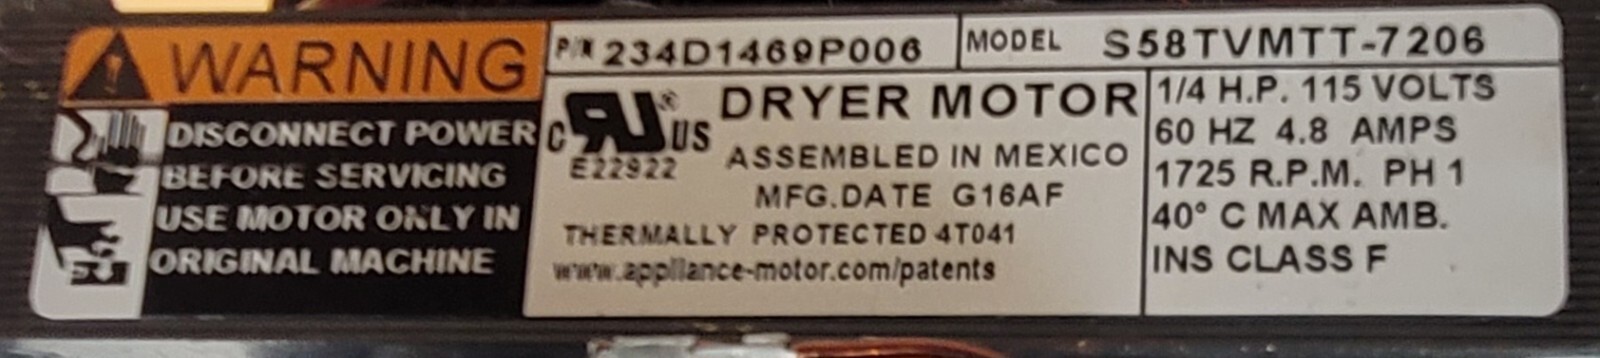 WARNING
DISCONNECT POWER
BEFORE SERVICING
USE MOTOR ONLY IN
ORIGINAL MACHINE
P/N 234D1469P006
MODEL S58TVMTT-7206
C RU ® US
E22922
DRYER MOTOR
ASSEMBLED IN MEXICO
MFG.DATE G16AF
THERMALLY PROTECTED 4T041
www.appliance-motor.com/patents
1/4 H.P. 115 VOLTS
60 HZ 4.8 AMPS
1725 R.P.M. PH 1
40° C MAX AMB.
INS CLASS F